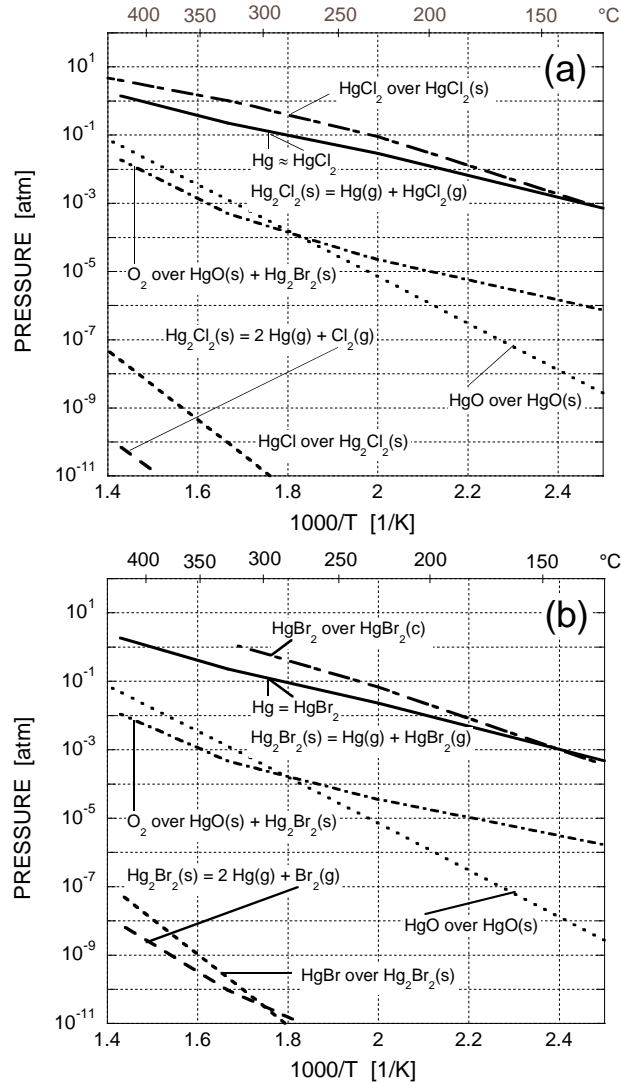 400 350 300 250 200 150 °C
(a)
10¹
HgCl₂ over HgCl₂(s)
10⁻¹
Hg ≈ HgCl₂
Hg₂Cl₂(s) = Hg(g) + HgCl₂(g)
10⁻³
PRESSURE [atm]
O₂ over HgO(s) + Hg₂Br₂(s)
10⁻⁵
10⁻⁷
Hg₂Cl₂(s) = 2 Hg(g) + Cl₂(g)
HgO over HgO(s)
10⁻⁹
HgCl over Hg₂Cl₂(s)
10⁻¹¹
1.4 1.6 1.8 2 2.2 2.4
1000/T [1/K]
400 350 300 250 200 150 °C
(b)
10¹
HgBr₂ over HgBr₂(c)
10⁻¹
Hg = HgBr₂
Hg₂Br₂(s) = Hg(g) + HgBr₂(g)
10⁻³
PRESSURE [atm]
O₂ over HgO(s) + Hg₂Br₂(s)
10⁻⁵
Hg₂Br₂(s) = 2 Hg(g) + Br₂(g)
10⁻⁷
HgO over HgO(s)
10⁻⁹
HgBr over Hg₂Br₂(s)
10⁻¹¹
1.4 1.6 1.8 2 2.2 2.4
1000/T [1/K]